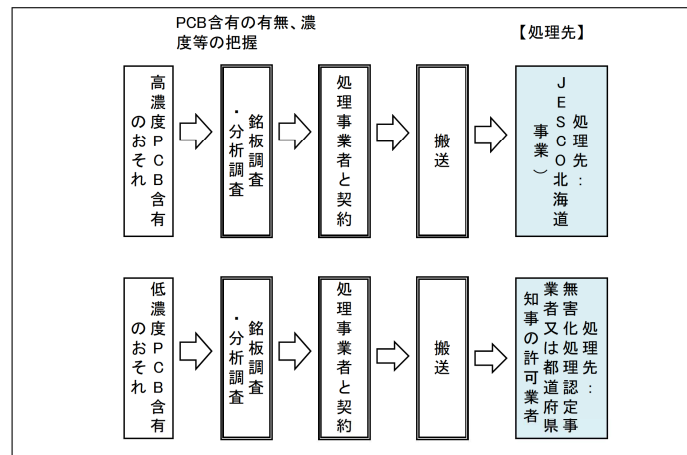 PCB含有の有無、濃
度等の把握
【処理先】
高濃度PCB含有
のおそれ
銘板調査
・分析調査
処理事業者と契約
搬送
処理先:
JESCO北海道
事業)
低濃度PCB含有
のおそれ
銘板調査
・分析調査
処理事業者と契約
搬送
処理先:
無害化処理認定事
業者又は都道府県
知事の許可業者